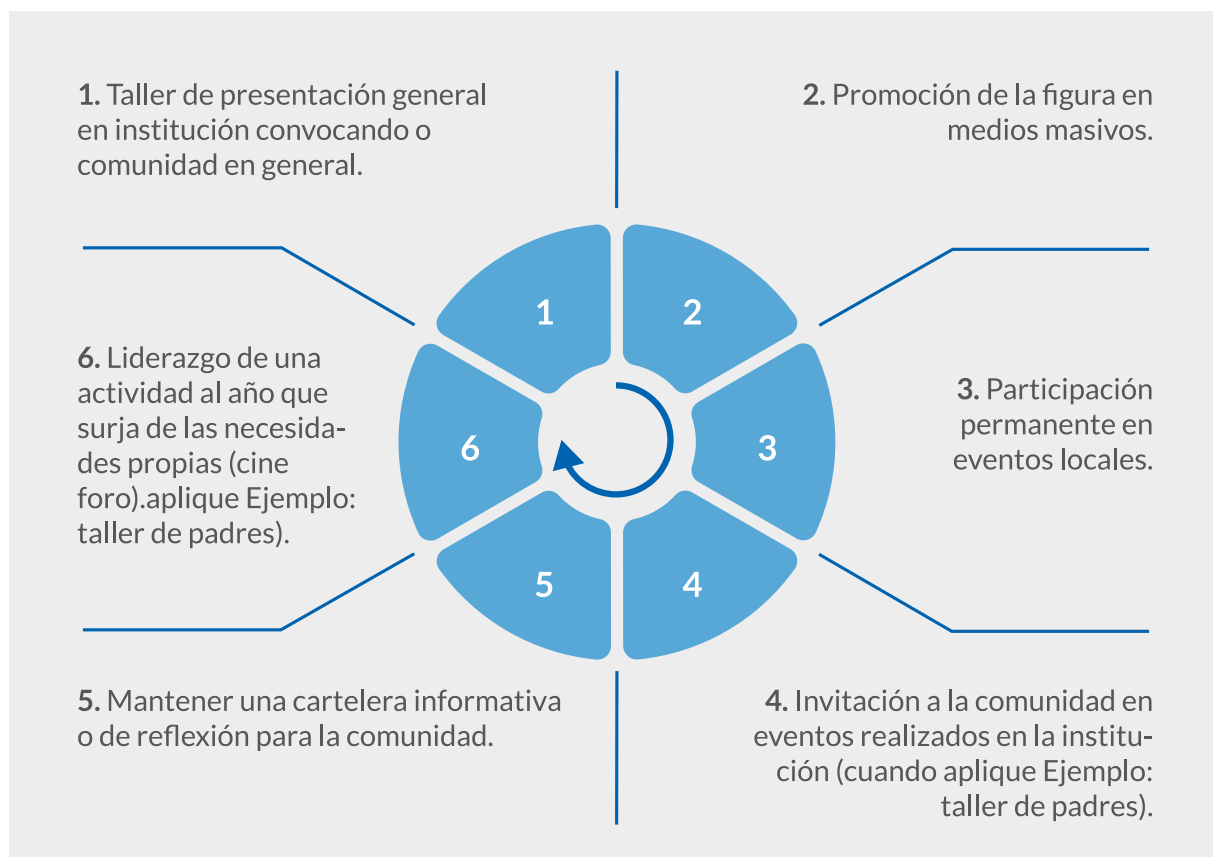 1. Taller de presentación general
en institución convocando o
comunidad en general.
2. Promoción de la figura en
medios masivos.
1
2
6. Liderazgo de una
actividad al año que
surja de las necesida-
des propias (cine
foro).aplique Ejemplo:
taller de padres).
6
3
3. Participación
permanente en
eventos locales.
5
4
5. Mantener una cartelera informativa
o de reflexión para la comunidad.
4. Invitación a la comunidad en
eventos realizados en la institu-
ción (cuando aplique Ejemplo:
taller de padres).